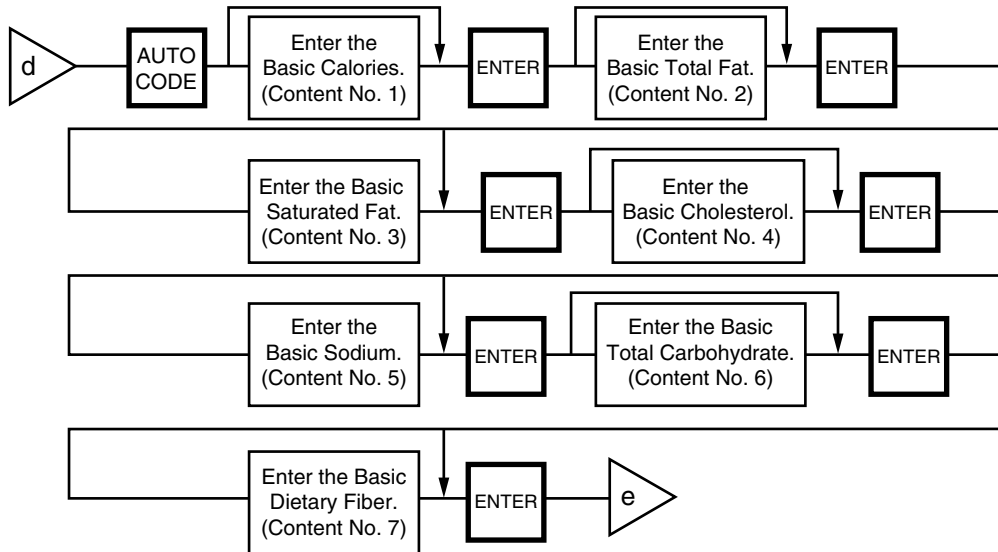 d
AUTO
CODE
Enter the
Basic Calories.
(Content No. 1)
ENTER
Enter the
Basic Total Fat.
(Content No. 2)
ENTER
Enter the Basic
Saturated Fat.
(Content No. 3)
ENTER
Enter the
Basic Cholesterol.
(Content No. 4)
ENTER
Enter the
Basic Sodium.
(Content No. 5)
ENTER
Enter the Basic
Total Carbohydrate.
(Content No. 6)
ENTER
Enter the Basic
Dietary Fiber.
(Content No. 7)
ENTER
e